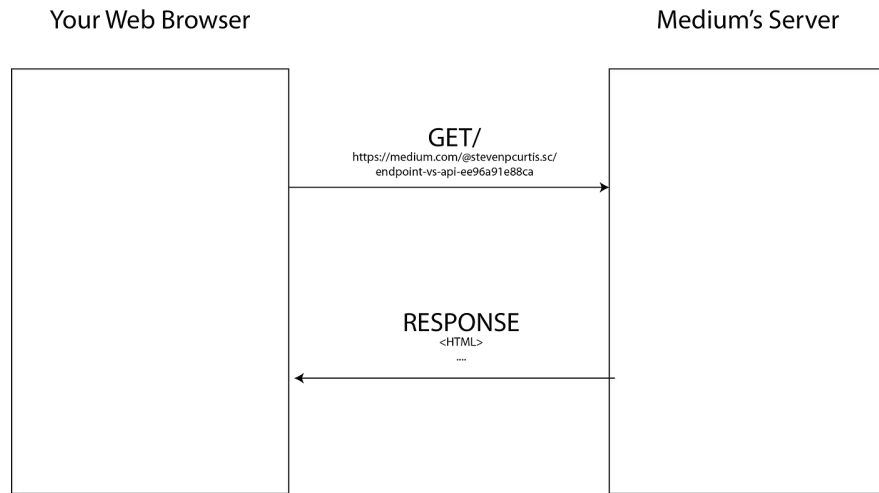 Your Web Browser
Medium's Server
GET/
https://medium.com/@stevenpcurtis.sc/
endpoint-vs-api-ee96a91e88ca
RESPONSE
<HTML>
....